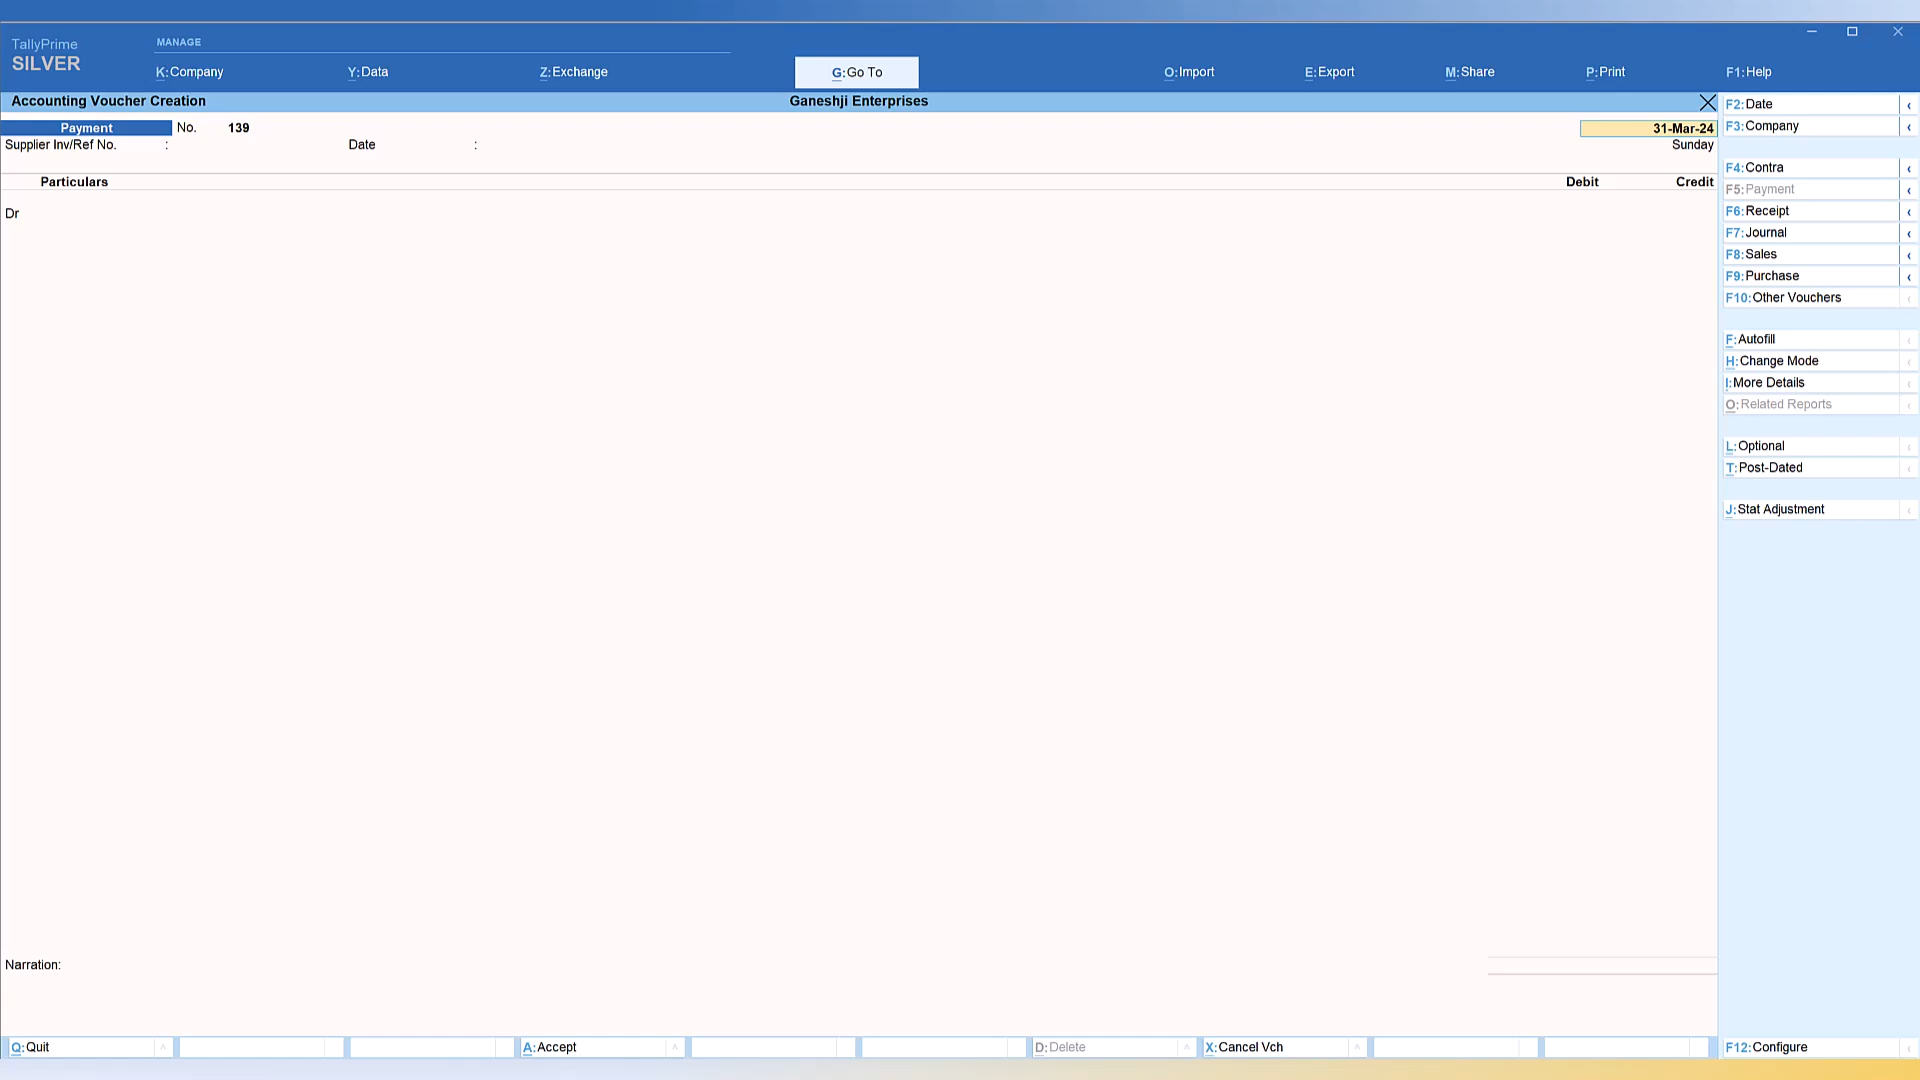 TallyPrime
SILVER
MANAGE
K:Company
Y:Data
Z:Exchange
G:Go To
O:Import
E:Export
M:Share
P:Print
F1:Help
Accounting Voucher Creation
Ganeshji Enterprises
Payment No. 139
31-Mar-24
Supplier Inv/Ref No. :
Date :
Sunday
Particulars
Debit
Credit
Dr
Narration:
F2:Date
F3:Company
F4:Contra
F5:Payment
F6:Receipt
F7:Journal
F8:Sales
F9:Purchase
F10:Other Vouchers
F:Autofill
H:Change Mode
I:More Details
O:Related Reports
L:Optional
T:Post-Dated
J:Stat Adjustment
Q:Quit
A:Accept
D:Delete
X:Cancel Vch
F12:Configure